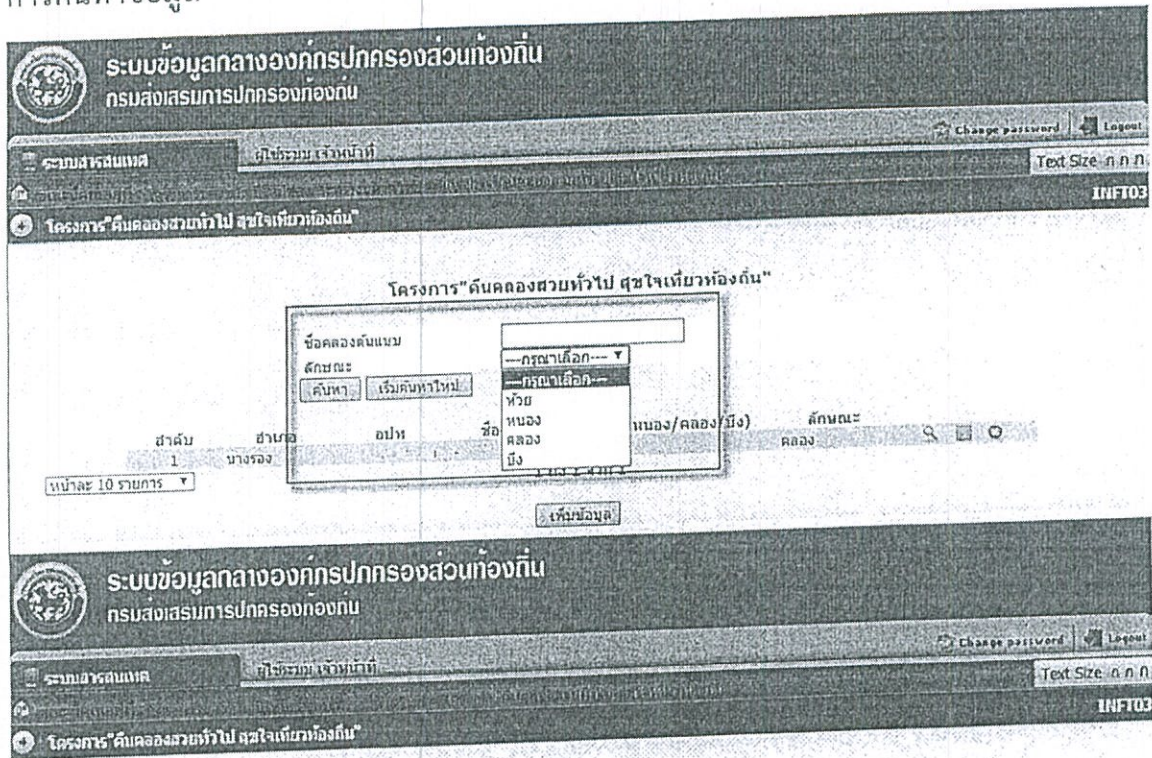 ระบบข้อมูลกลางองค์กรปกครองส่วนท้องถิ่น
กรมส่งเสริมการปกครองท้องถิ่น
Change password Logout
ระบบสารสนเทศ ผู้ใช้ระบบ เจ้าหน้าที่
Text Size ก ก ก
INFT03
โครงการ"คืนคลองสวยทั่วไป สุขใจเที่ยวท้องถิ่น"
โครงการ"คืนคลองสวยทั่วไป สุขใจเที่ยวท้องถิ่น"
ชื่อคลองต้นแบบ
ลักษณะ ---กรุณาเลือก---
---กรุณาเลือก---
ค้นหา เริ่มค้นหาใหม่
ห้วย
หนอง
คลอง
บึง
ลำดับ อำเภอ อปท ชื่อ หนอง/คลอง/บึง) ลักษณะ
1 บางรอง คลอง
หน้าละ 10 รายการ
เพิ่มข้อมูล
ระบบข้อมูลกลางองค์กรปกครองส่วนท้องถิ่น
กรมส่งเสริมการปกครองท้องถิ่น
Change password Logout
ระบบสารสนเทศ ผู้ใช้ระบบ เจ้าหน้าที่
Text Size ก ก ก
INFT03
โครงการ"คืนคลองสวยทั่วไป สุขใจเที่ยวท้องถิ่น"